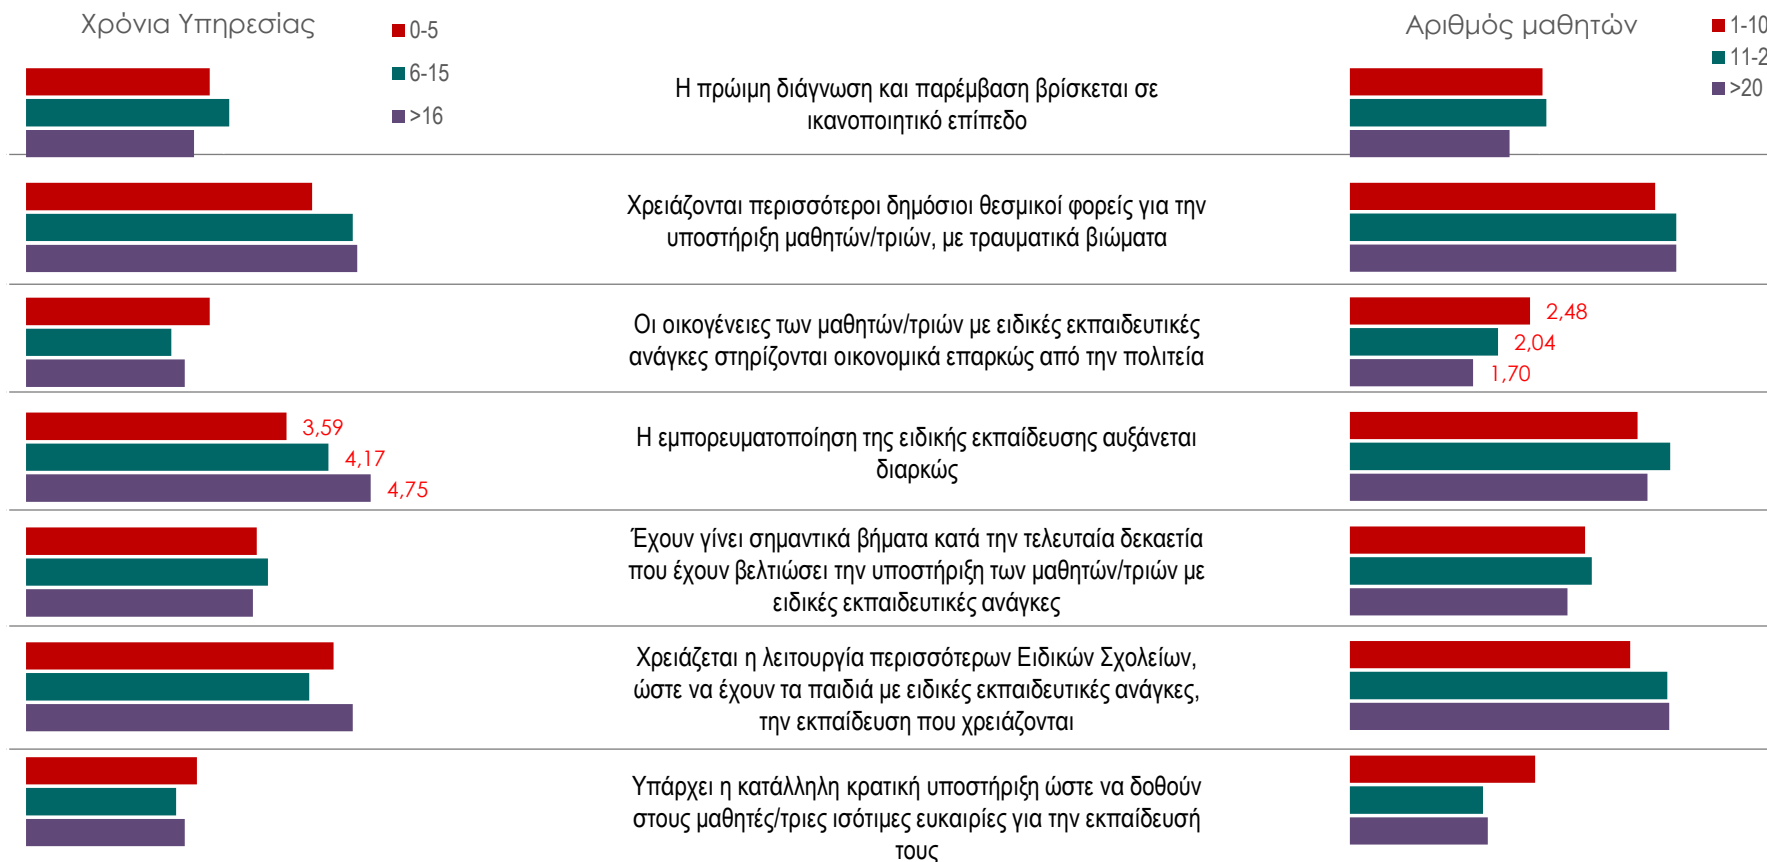 Χρόνια Υπηρεσίας
0-5
6-15
>16
Αριθμός μαθητών
1-10
11-2
>20
Η πρώιμη διάγνωση και παρέμβαση βρίσκεται σε
ικανοποιητικό επίπεδο
Χρειάζονται περισσότεροι δημόσιοι θεσμικοί φορείς για την
υποστήριξη μαθητών/τριών, με τραυματικά βιώματα
Οι οικογένειες των μαθητών/τριών με ειδικές εκπαιδευτικές
ανάγκες στηρίζονται οικονομικά επαρκώς από την πολιτεία
2,48
2,04
1,70
3,59
4,17
4,75
Η εμπορευματοποίηση της ειδικής εκπαίδευσης αυξάνεται
διαρκώς
Έχουν γίνει σημαντικά βήματα κατά την τελευταία δεκαετία
που έχουν βελτιώσει την υποστήριξη των μαθητών/τριών με
ειδικές εκπαιδευτικές ανάγκες
Χρειάζεται η λειτουργία περισσότερων Ειδικών Σχολείων,
ώστε να έχουν τα παιδιά με ειδικές εκπαιδευτικές ανάγκες,
την εκπαίδευση που χρειάζονται
Υπάρχει η κατάλληλη κρατική υποστήριξη ώστε να δοθούν
στους μαθητές/τριες ισότιμες ευκαιρίες για την εκπαίδευσή
τους